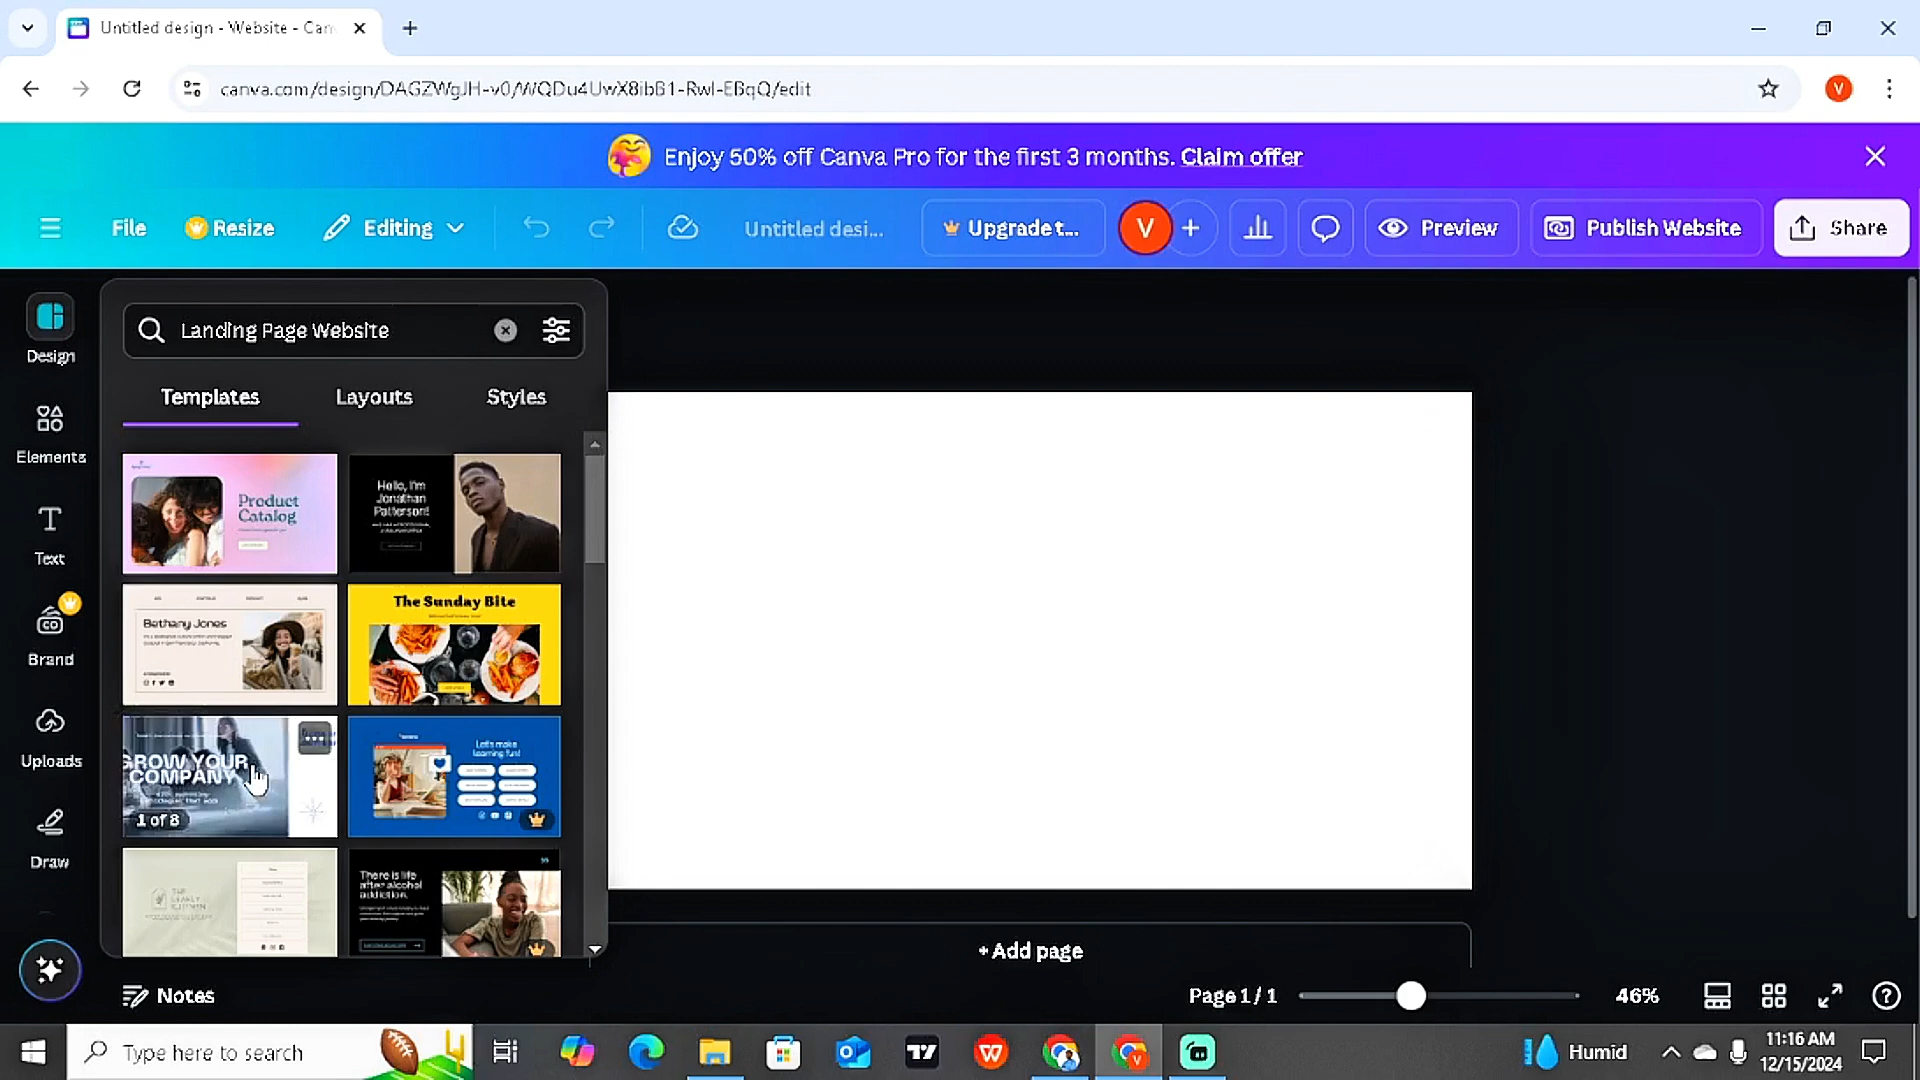 Untitled design - Website - Can
canva.com/design/DAGZWgJH-v0/WQDu4UwX8ibB1-RwI-EBqQ/edit
Enjoy 50% off Canva Pro for the first 3 months. Claim offer
File
Resize
Editing
Untitled desi...
Upgrade t...
V
Preview
Publish Website
Share
Design
Elements
Text
Brand
Uploads
Draw
Landing Page Website
Templates
Layouts
Styles
Product
Catalog
Hello, I'm
Jonathan
Patterson!
Bethany Jones
The Sunday Bite
GROW YOUR
COMPANY
1 of 8
Let's make
learning fun!
There is life
after alcohol
addiction.
+ Add page
Notes
Page 1 / 1
46%
Type here to search
Humid
11:16 AM
12/15/2024